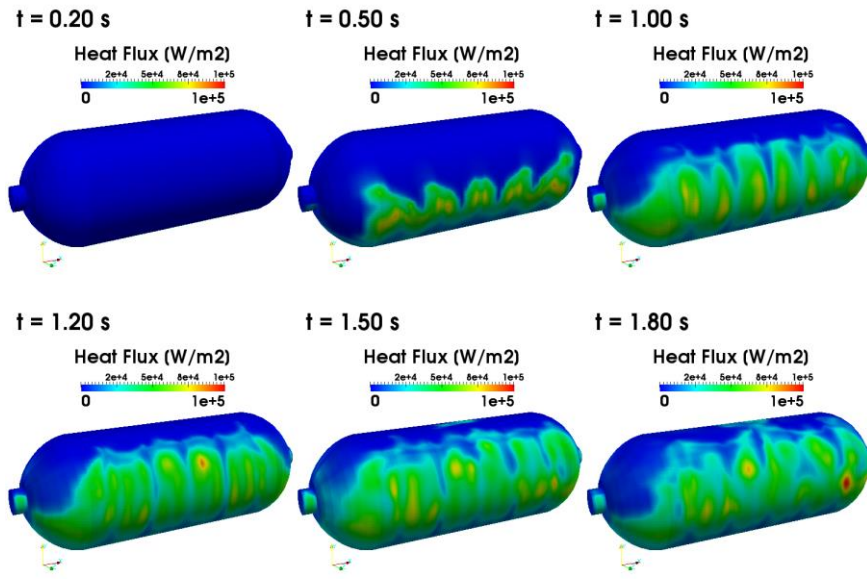 t = 0.20 s
t = 0.50 s
t = 1.00 s
Heat Flux (W/m2)
Heat Flux (W/m2)
Heat Flux (W/m2)
2e+4 5e+4 8e+4 1e+5
2e+4 5e+4 8e+4 1e+5
2e+4 5e+4 8e+4 1e+5
0 1e+5
0 1e+5
0 1e+5
t = 1.20 s
t = 1.50 s
t = 1.80 s
Heat Flux (W/m2)
Heat Flux (W/m2)
Heat Flux (W/m2)
2e+4 5e+4 8e+4 1e+5
2e+4 5e+4 8e+4 1e+5
2e+4 5e+4 8e+4 1e+5
0 1e+5
0 1e+5
0 1e+5